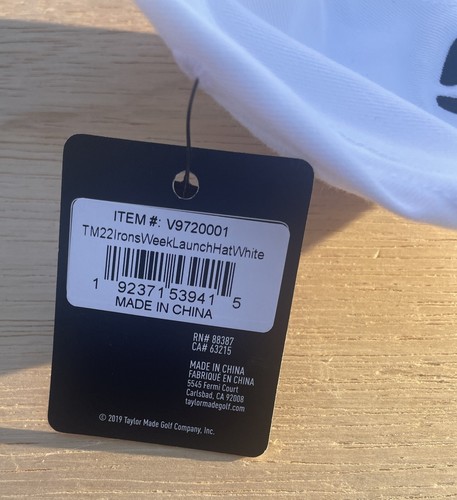 ITEM #: V9720001
TM22IronsWeekLaunchHatWhite
1 92371 53941 5
MADE IN CHINA
RN# 88387
CA# 63215
MADE IN CHINA
FABRIQUÉ EN CHINA
5545 Fermi Court
Carlsbad, CA 92008
taylormadegolf.com
© 2019 Taylor Made Golf Company, Inc.